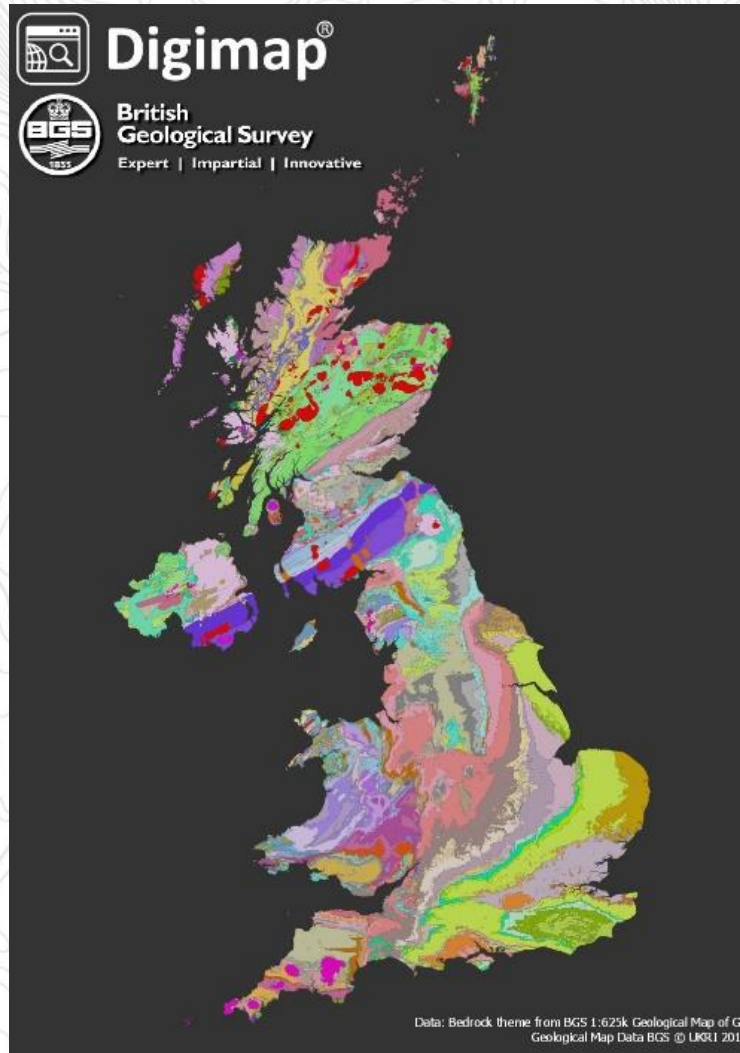 Digimap®
BGS
1835
British
Geological Survey
Expert | Impartial | Innovative
Data: Bedrock theme from BGS 1:625k Geological Map of G
Geological Map Data BGS © UKRI 201